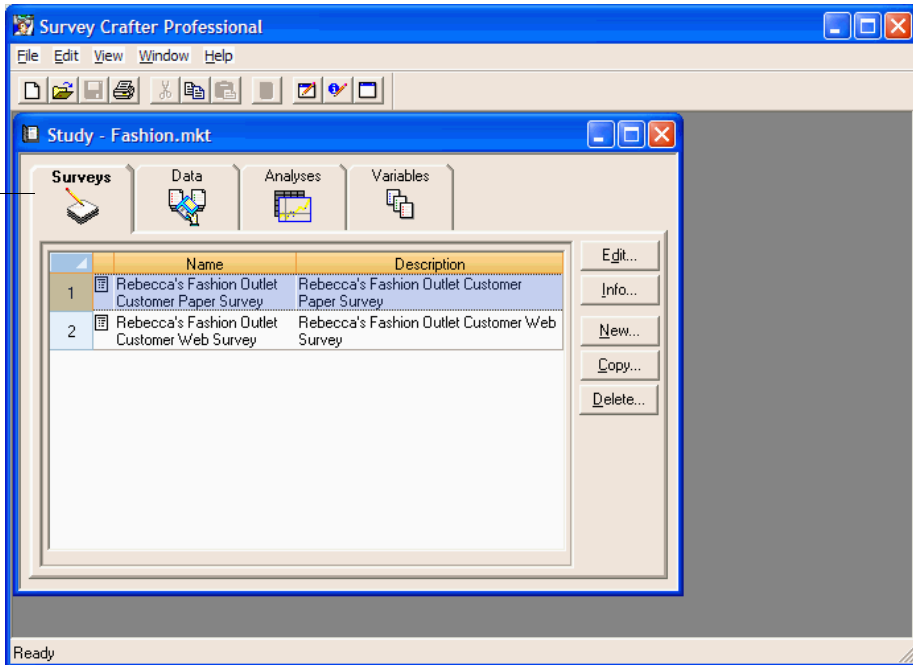 Survey Crafter Professional
File Edit View Window Help
Study - Fashion.mkt
Surveys Data Analyses Variables
Name Description
1 Rebecca's Fashion Outlet Rebecca's Fashion Outlet Customer
Customer Paper Survey Paper Survey
2 Rebecca's Fashion Outlet Rebecca's Fashion Outlet Customer Web
Customer Web Survey Survey
Edit...
Info...
New...
Copy...
Delete...
Ready